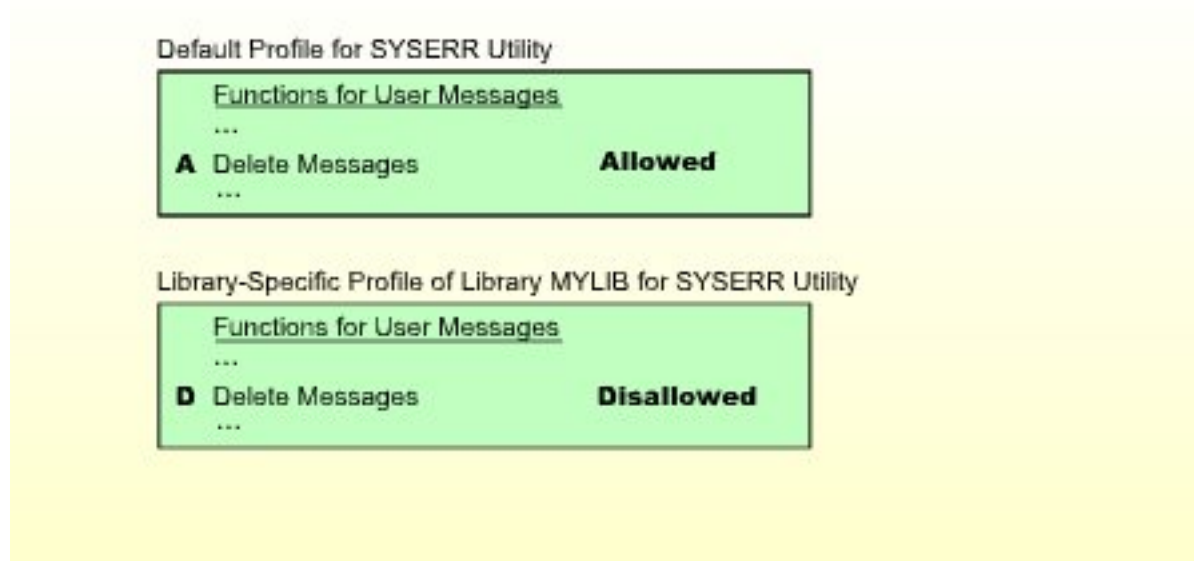 Default Profile for SYSERR Utility
Functions for User Messages
...
A Delete Messages Allowed
...
Library-Specific Profile of Library MYLIB for SYSERR Utility
Functions for User Messages
...
D Delete Messages Disallowed
...